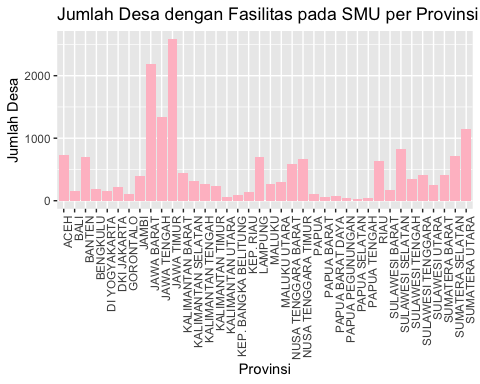 Jumlah Desa dengan Fasilitas pada SMU per Provinsi
Jumlah Desa
2000
1000
0
ACEH
BALI
BANTEN
BENGKULU
DI YOGYAKARTA
DKI JAKARTA
GORONTALO
JAMBI
JAWA BARAT
JAWA TENGAH
JAWA TIMUR
KALIMANTAN BARAT
KALIMANTAN SELATAN
KALIMANTAN TENGAH
KALIMANTAN TIMUR
KALIMANTAN UTARA
KEP. BANGKA BELITUNG
KEP. RIAU
LAMPUNG
MALUKU
MALUKU UTARA
NUSA TENGGARA BARAT
NUSA TENGGARA TIMUR
PAPUA
PAPUA BARAT
PAPUA BARAT DAYA
PAPUA PEGUNUNGAN
PAPUA SELATAN
PAPUA TENGAH
RIAU
SULAWESI BARAT
SULAWESI SELATAN
SULAWESI TENGAH
SULAWESI TENGGARA
SULAWESI UTARA
SUMATERA BARAT
SUMATERA SELATAN
SUMATERA UTARA
Provinsi